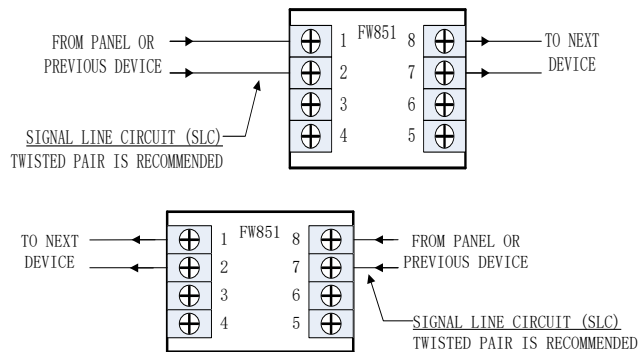 FROM PANEL OR
PREVIOUS DEVICE
1 FW851 8
2 7
3 6
4 5
TO NEXT
DEVICE
SIGNAL LINE CIRCUIT (SLC)
TWISTED PAIR IS RECOMMENDED
TO NEXT
DEVICE
1 FW851 8
2 7
3 6
4 5
FROM PANEL OR
PREVIOUS DEVICE
SIGNAL LINE CIRCUIT (SLC)
TWISTED PAIR IS RECOMMENDED